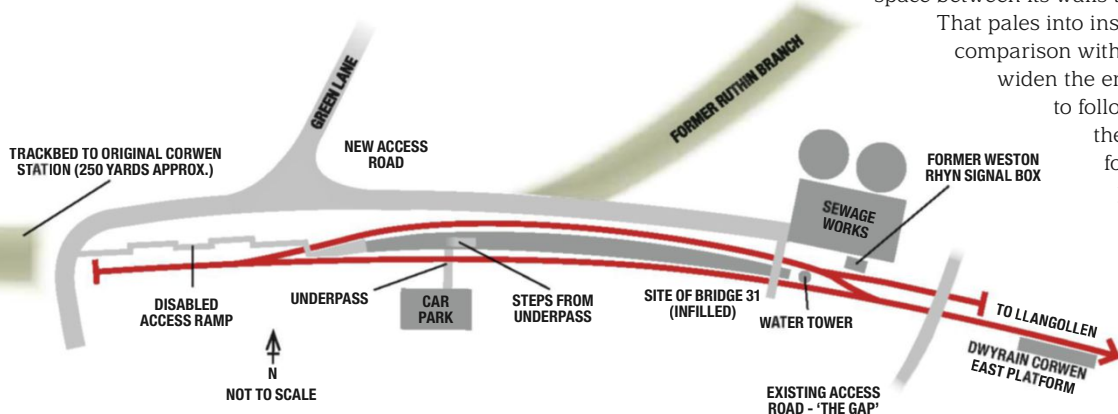 space between its walls
That pales into
comparison with
widen the
to follo
the
fo
GREEN LANE
FORMER RUTHIN BRANCH
TRACKBED TO ORIGINAL CORWEN
STATION (250 YARDS APPROX.)
NEW ACCESS
ROAD
FORMER WESTON
RHYN SIGNAL BOX
SEWAGE
WORKS
DISABLED
ACCESS RAMP
UNDERPASS
CAR
PARK
STEPS FROM
UNDERPASS
SITE OF BRIDGE 31
(INFILLED)
WATER TOWER
TO LLANGOLLEN
DWYRAIN CORWEN
EAST PLATFORM
N
NOT TO SCALE
EXISTING ACCESS
ROAD - 'THE GAP'